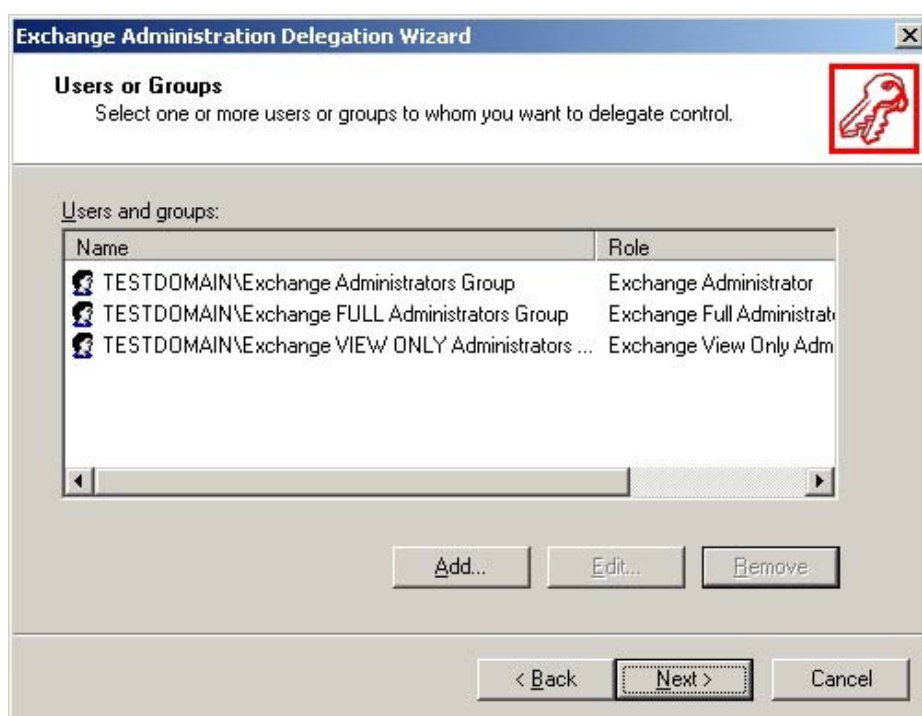 Exchange Administration Delegation Wizard
Users or Groups
Select one or more users or groups to whom you want to delegate control.
Users and groups:
Name Role
TESTDOMAIN\Exchange Administrators Group Exchange Administrator
TESTDOMAIN\Exchange FULL Administrators Group Exchange Full Administrat
TESTDOMAIN\Exchange VIEW ONLY Administrators ... Exchange View Only Adm
Add... Edit... Remove
< Back Next > Cancel